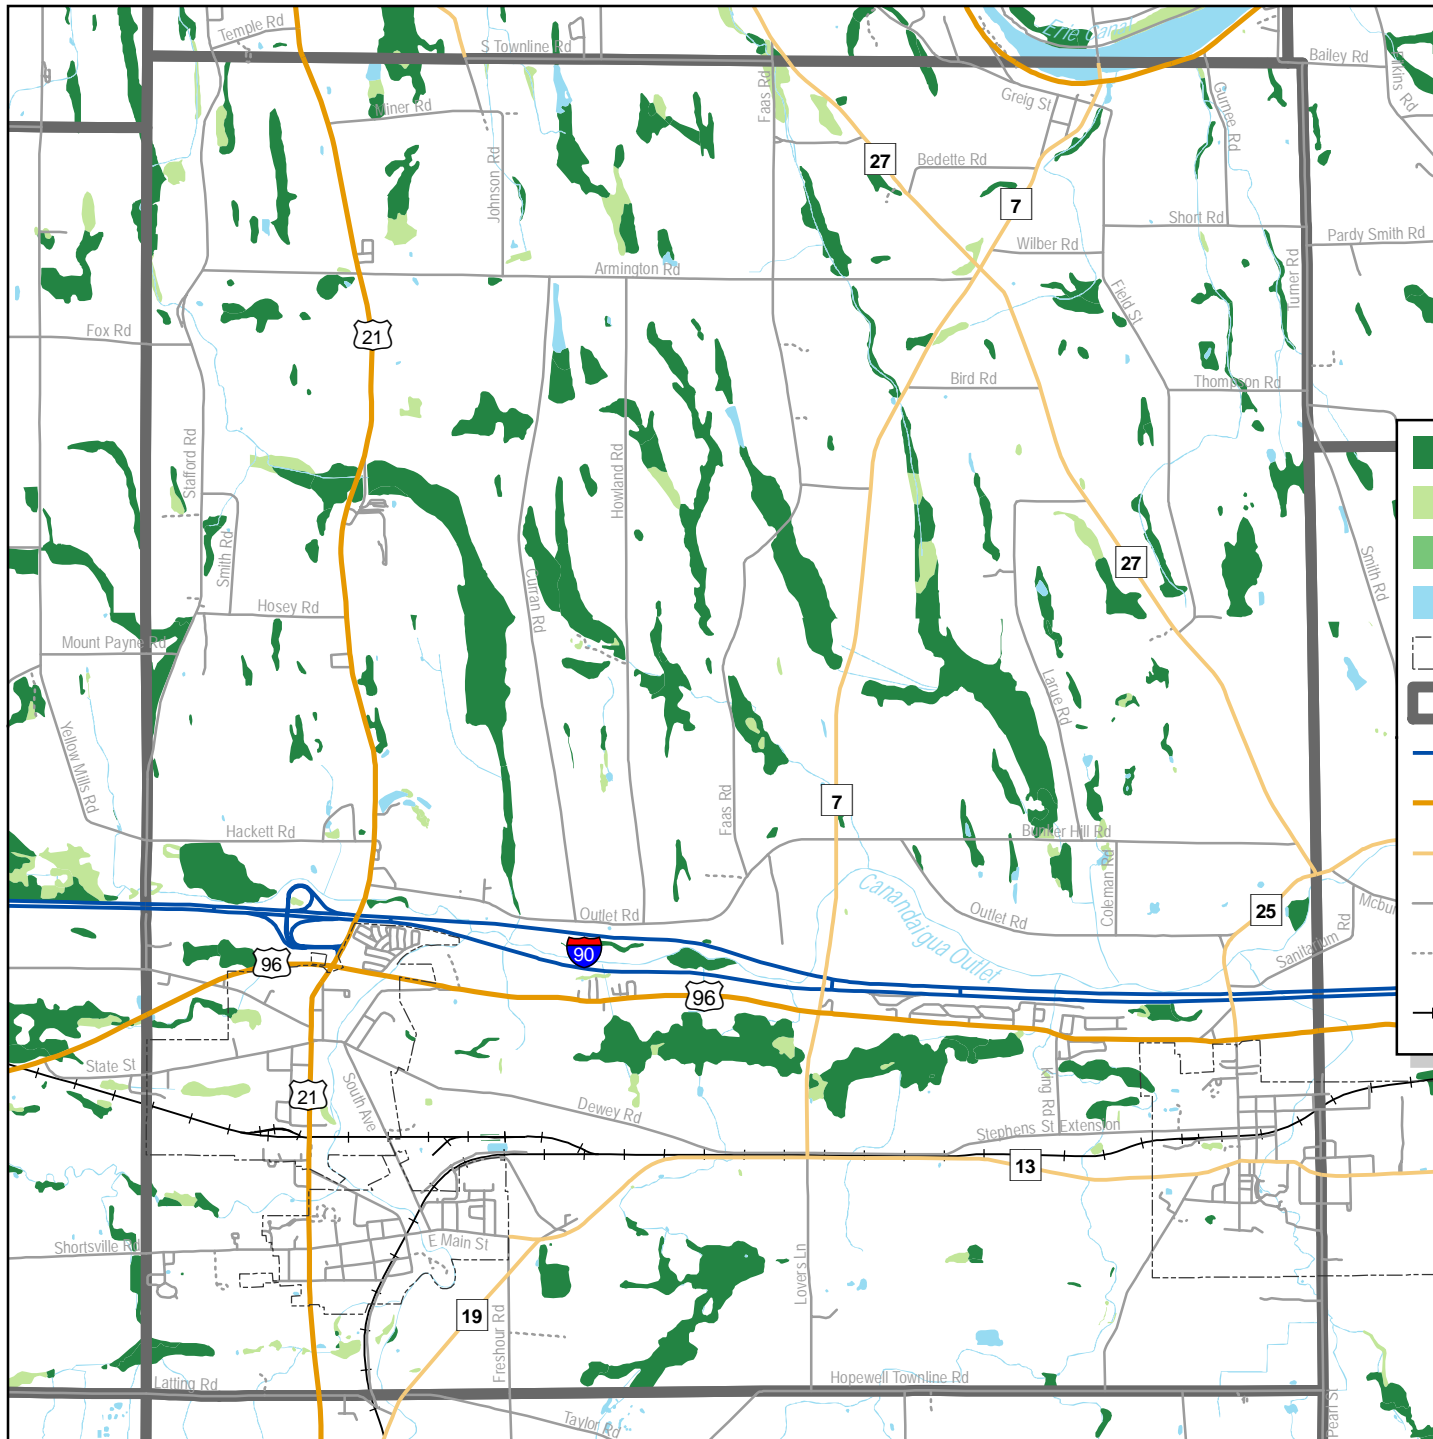 Temple Rd
S Townline Rd
Erie Canal
Bailey Rd
Miner Rd
Faas Rd
Greig St
Gurnee Rd
27
Bedette Rd
Johnson Rd
7
Short Rd
Wilber Rd
Pardy Smith Rd
Armington Rd
Turner Rd
Field St
Fox Rd
21
Bird Rd
Thompson Rd
Stafford Rd
Howland Rd
Smith Rd
27
Smith Rd
Curran Rd
Hosey Rd
Mount Payne Rd
Larue Rd
Yellow Mills Rd
7
Faas Rd
Hackett Rd
Bunker Hill Rd
Coleman Rd
Canandaigua Outlet
Outlet Rd
Outlet Rd
25
Sanitarium Rd
90
96
96
State St
21
South Ave
King Rd
Dewey Rd
Stephens St Extension
13
Shortsville Rd
E Main St
Lovers Ln
19
Freshour Rd
Hopewell Townline Rd
Latting Rd
Taylor Rd
Pearl St